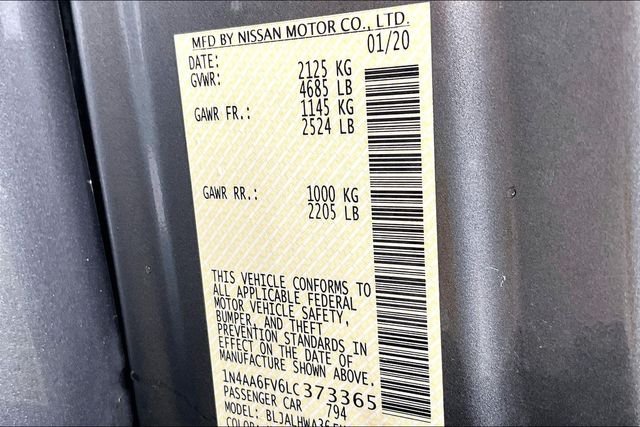 MFD BY NISSAN MOTOR CO., LTD.
DATE: 01/20
GVWR: 2125 KG
4685 LB
GAWR FR.: 1145 KG
2524 LB
GAWR RR.: 1000 KG
2205 LB
THIS VEHICLE CONFORMS TO
ALL APPLICABLE FEDERAL
MOTOR VEHICLE SAFETY,
BUMPER, AND THEFT
PREVENTION STANDARDS IN
EFFECT ON THE DATE OF
MANUFACTURE SHOWN ABOVE.
1N4AA6FV6LC373365
PASSENGER CAR 794
MODEL: